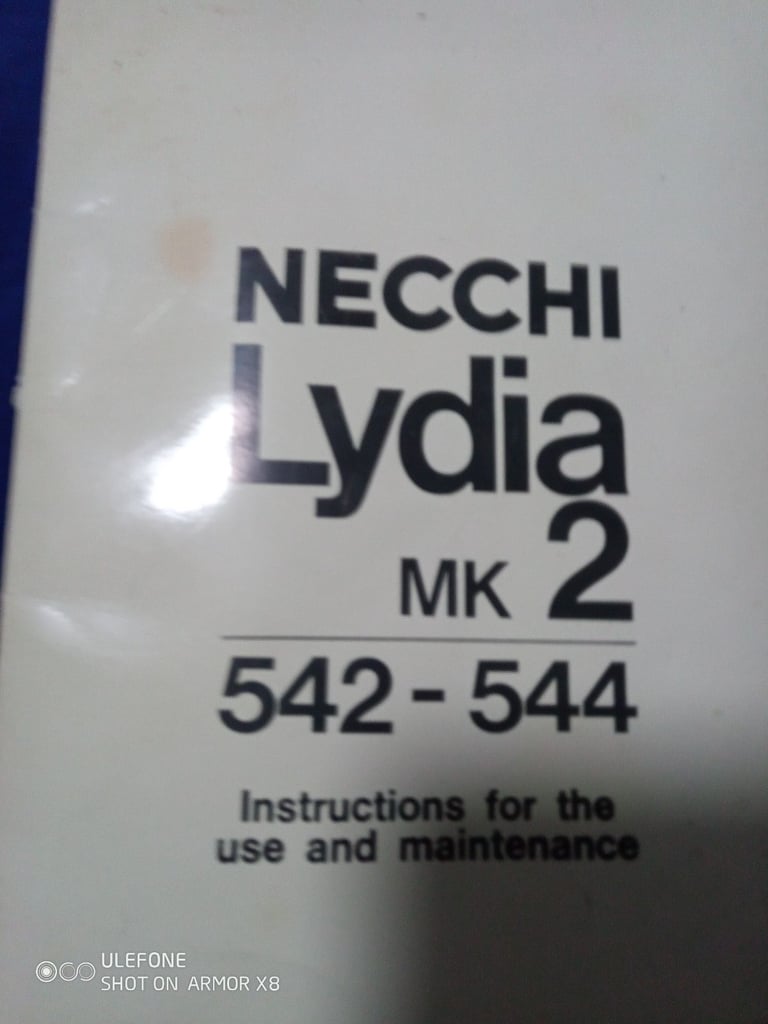 NECCHI
Lydia
MK 2
542-544
Instructions for the
use and maintenance
ULEFONE
SHOT ON ARMOR X8